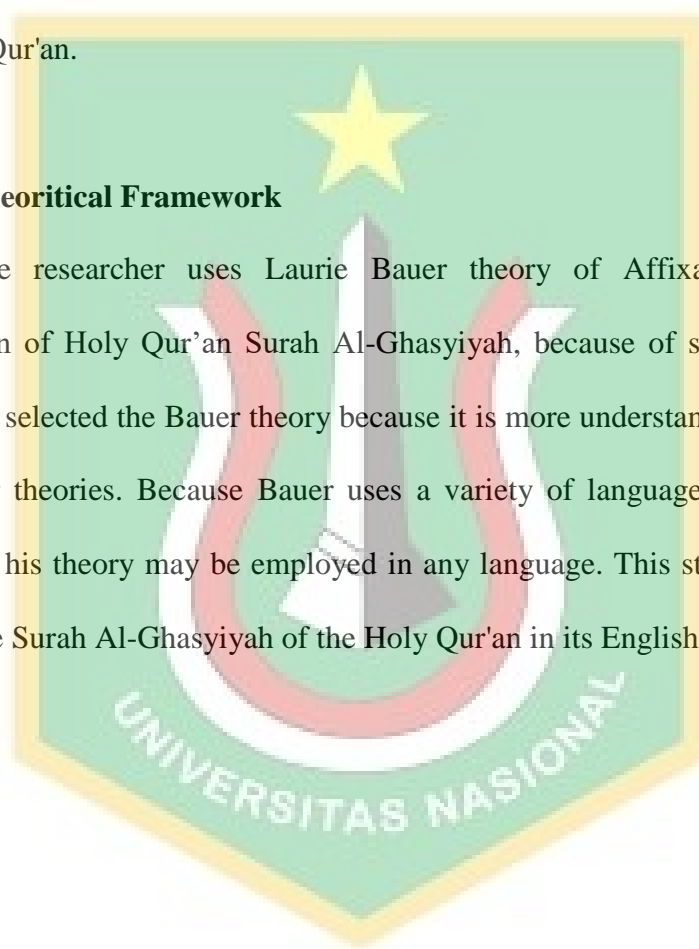 Qur'an.
eoritical Framework
e researcher uses Laurie Bauer theory of Affixa
n of Holy Qur’an Surah Al-Ghasyiyah, because of s
selected the Bauer theory because it is more understan
theories. Because Bauer uses a variety of language
his theory may be employed in any language. This st
e Surah Al-Ghasyiyah of the Holy Qur'an in its English
UNIVERSITAS NASIONAL